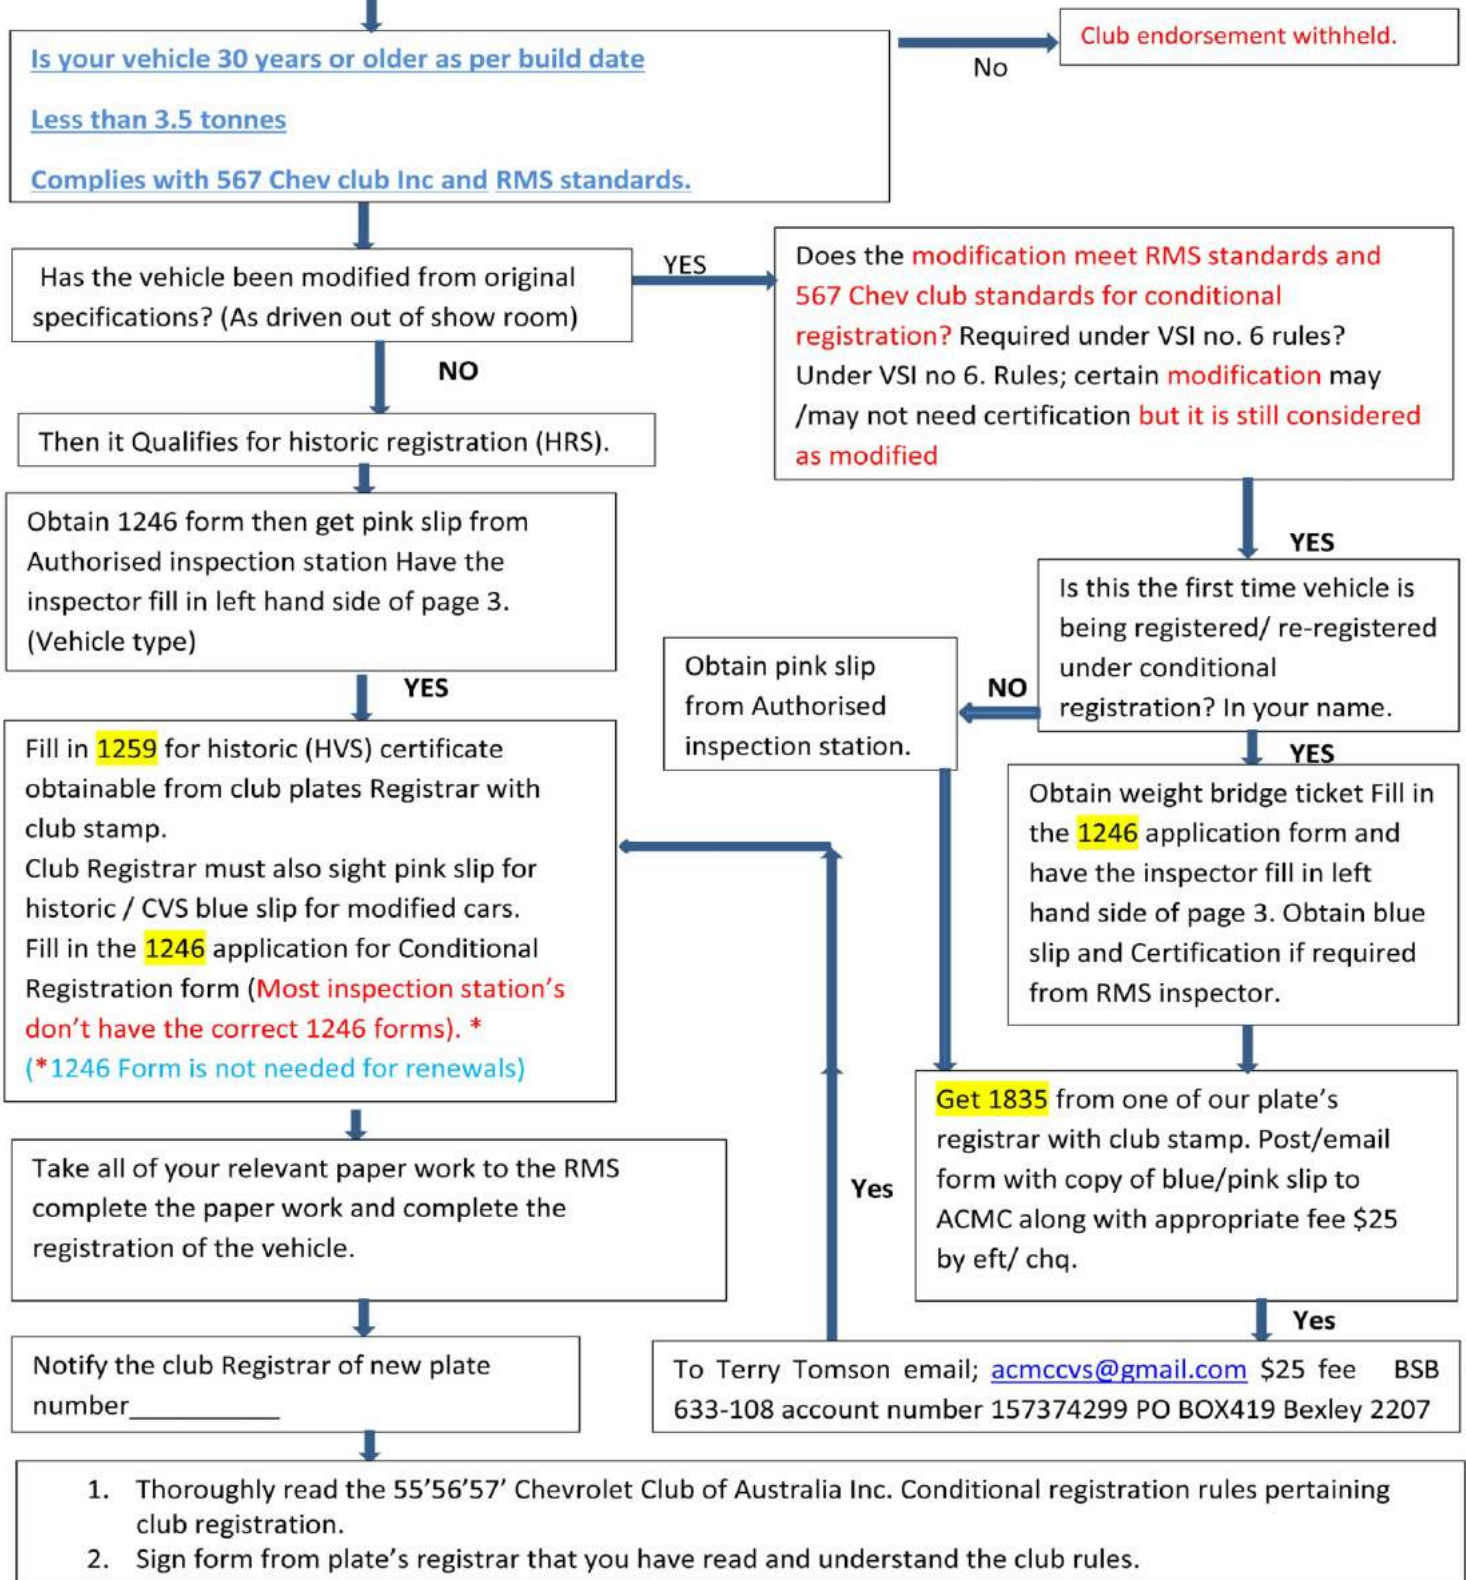 Is your vehicle 30 years or older as per build date
Less than 3.5 tonnes
Complies with 567 Chev club Inc and RMS standards.
No
Club endorsement withheld.
Has the vehicle been modified from original
specifications? (As driven out of show room)
YES
Does the modification meet RMS standards and
567 Chev club standards for conditional
registration? Required under VSI no. 6 rules?
Under VSI no 6. Rules; certain modification may
/may not need certification but it is still considered
as modified
NO
Then it Qualifies for historic registration (HRS).
Obtain 1246 form then get pink slip from
Authorised inspection station Have the
inspector fill in left hand side of page 3.
(Vehicle type)
YES
Is this the first time vehicle is
being registered/ re-registered
under conditional
registration? In your name.
NO
Obtain pink slip
from Authorised
inspection station.
YES
Fill in 1259 for historic (HVS) certificate
obtainable from club plates Registrar with
club stamp.
Club Registrar must also sight pink slip for
historic / CVS blue slip for modified cars.
Fill in the 1246 application for Conditional
Registration form (Most inspection station's
don't have the correct 1246 forms). *
(*1246 Form is not needed for renewals)
YES
Obtain weight bridge ticket Fill in
the 1246 application form and
have the inspector fill in left
hand side of page 3. Obtain blue
slip and Certification if required
from RMS inspector.
Get 1835 from one of our plate's
registrar with club stamp. Post/email
form with copy of blue/pink slip to
ACMC along with appropriate fee $25
by eft/ chq.
Yes
Take all of your relevant paper work to the RMS
complete the paper work and complete the
registration of the vehicle.
Yes
To Terry Tomson email; acmccvs@gmail.com $25 fee BSB
633-108 account number 157374299 PO BOX419 Bexley 2207
Notify the club Registrar of new plate
number___________
1. Thoroughly read the 55'56'57' Chevrolet Club of Australia Inc. Conditional registration rules pertaining
club registration.
2. Sign form from plate's registrar that you have read and understand the club rules.